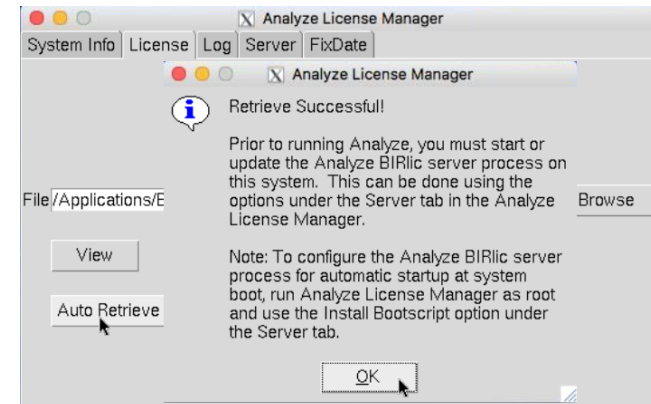 Analyze License Manager
System Info License Log Server FixDate
Analyze License Manager
Retrieve Successful!
Prior to running Analyze, you must start or
update the Analyze BIRlic server process on
this system. This can be done using the
options under the Server tab in the Analyze
License Manager.
File /Applications/ Browse
View
Note: To configure the Analyze BIRlic server
process for automatic startup at system
boot, run Analyze License Manager as root
and use the Install Bootscript option under
the Server tab.
Auto Retrieve
OK